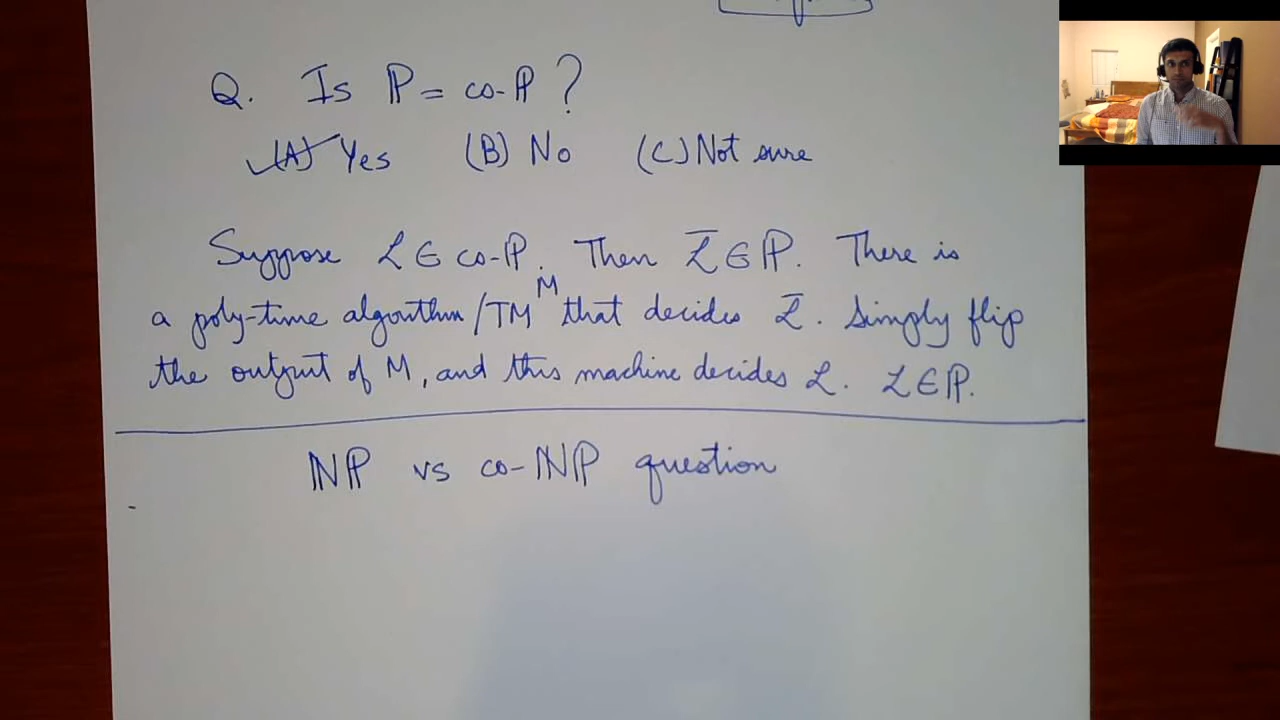 Q. Is ℙ = co-ℙ ?
(A) Yes (B) No (C) Not sure
Suppose L ∈ co-ℙ. Then L̅ ∈ ℙ. There is
a poly-time algorithm/TM M that decides L̅. Simply flip
the output of M, and this machine decides L. L ∈ ℙ.
ℕℙ vs co-ℕℙ question